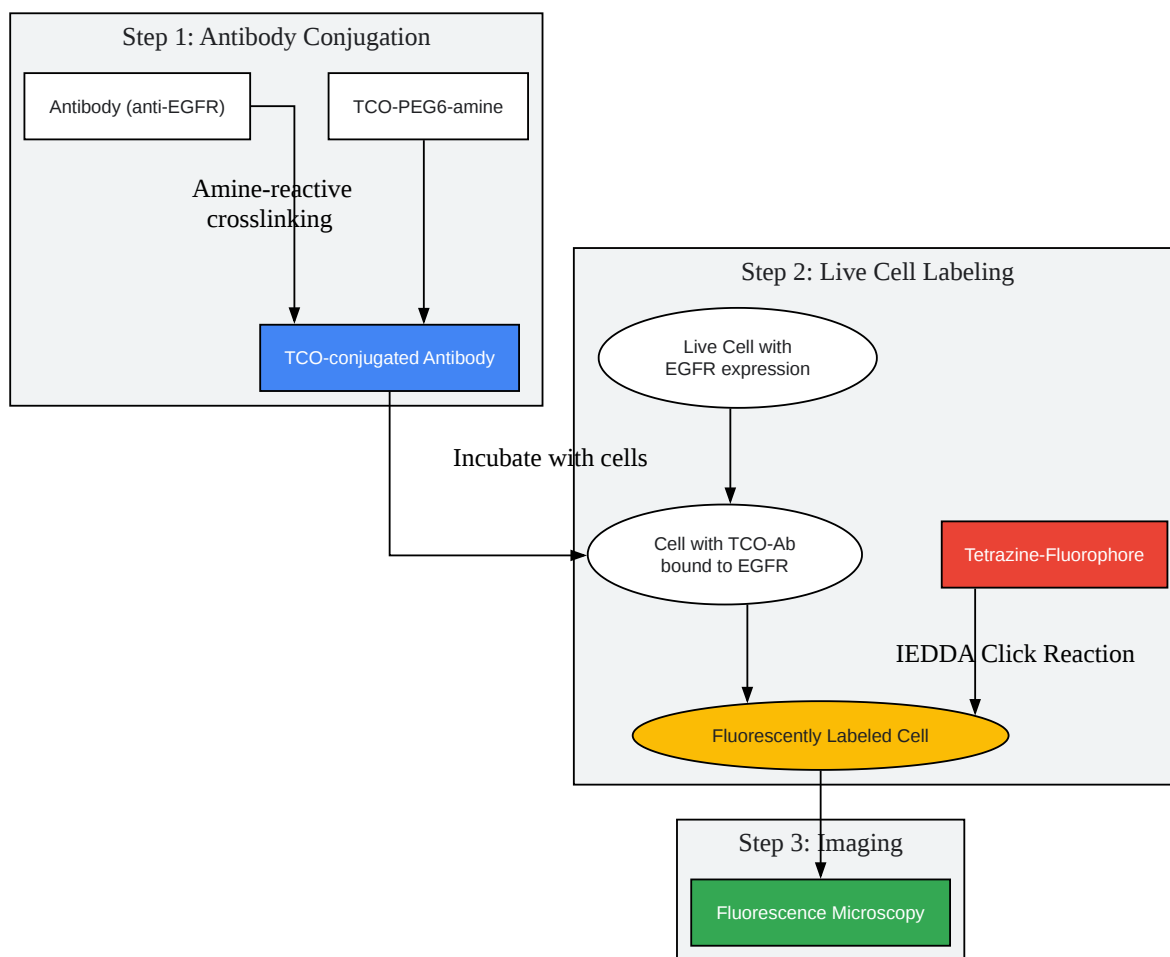 Step 1: Antibody Conjugation
Antibody (anti-EGFR)
TCO-PEG6-amine
Amine-reactive
crosslinking
TCO-conjugated Antibody
Step 2: Live Cell Labeling
Live Cell with
EGFR expression
Incubate with cells
Cell with TCO-Ab
bound to EGFR
Tetrazine-Fluorophore
IEDDA Click Reaction
Fluorescently Labeled Cell
Step 3: Imaging
Fluorescence Microscopy